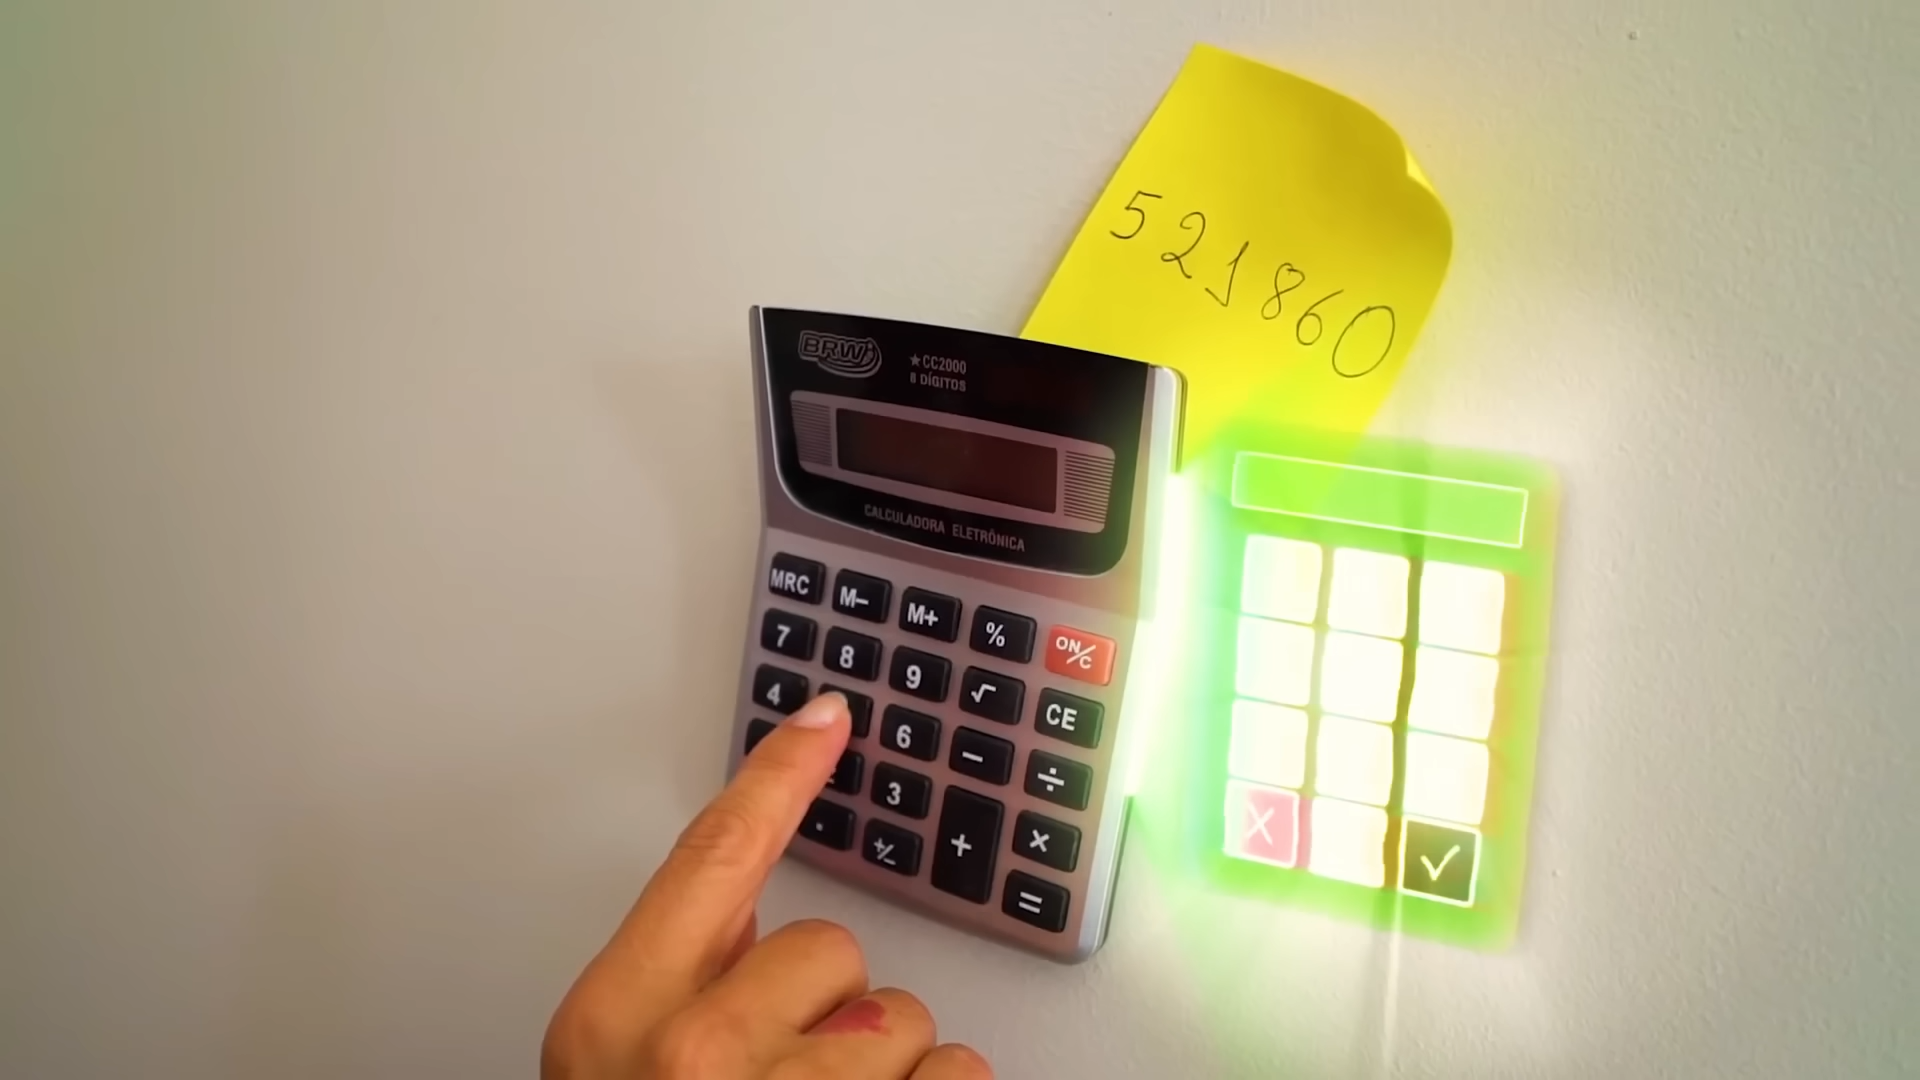 521860
BRW
★CC2000
8 DÍGITOS
CALCULADORA ELETRÔNICA
MRC M− M+ % ON/C
7 8 9 √ CE
4 6 − ÷
3 + ×
. +/− =
X ✓